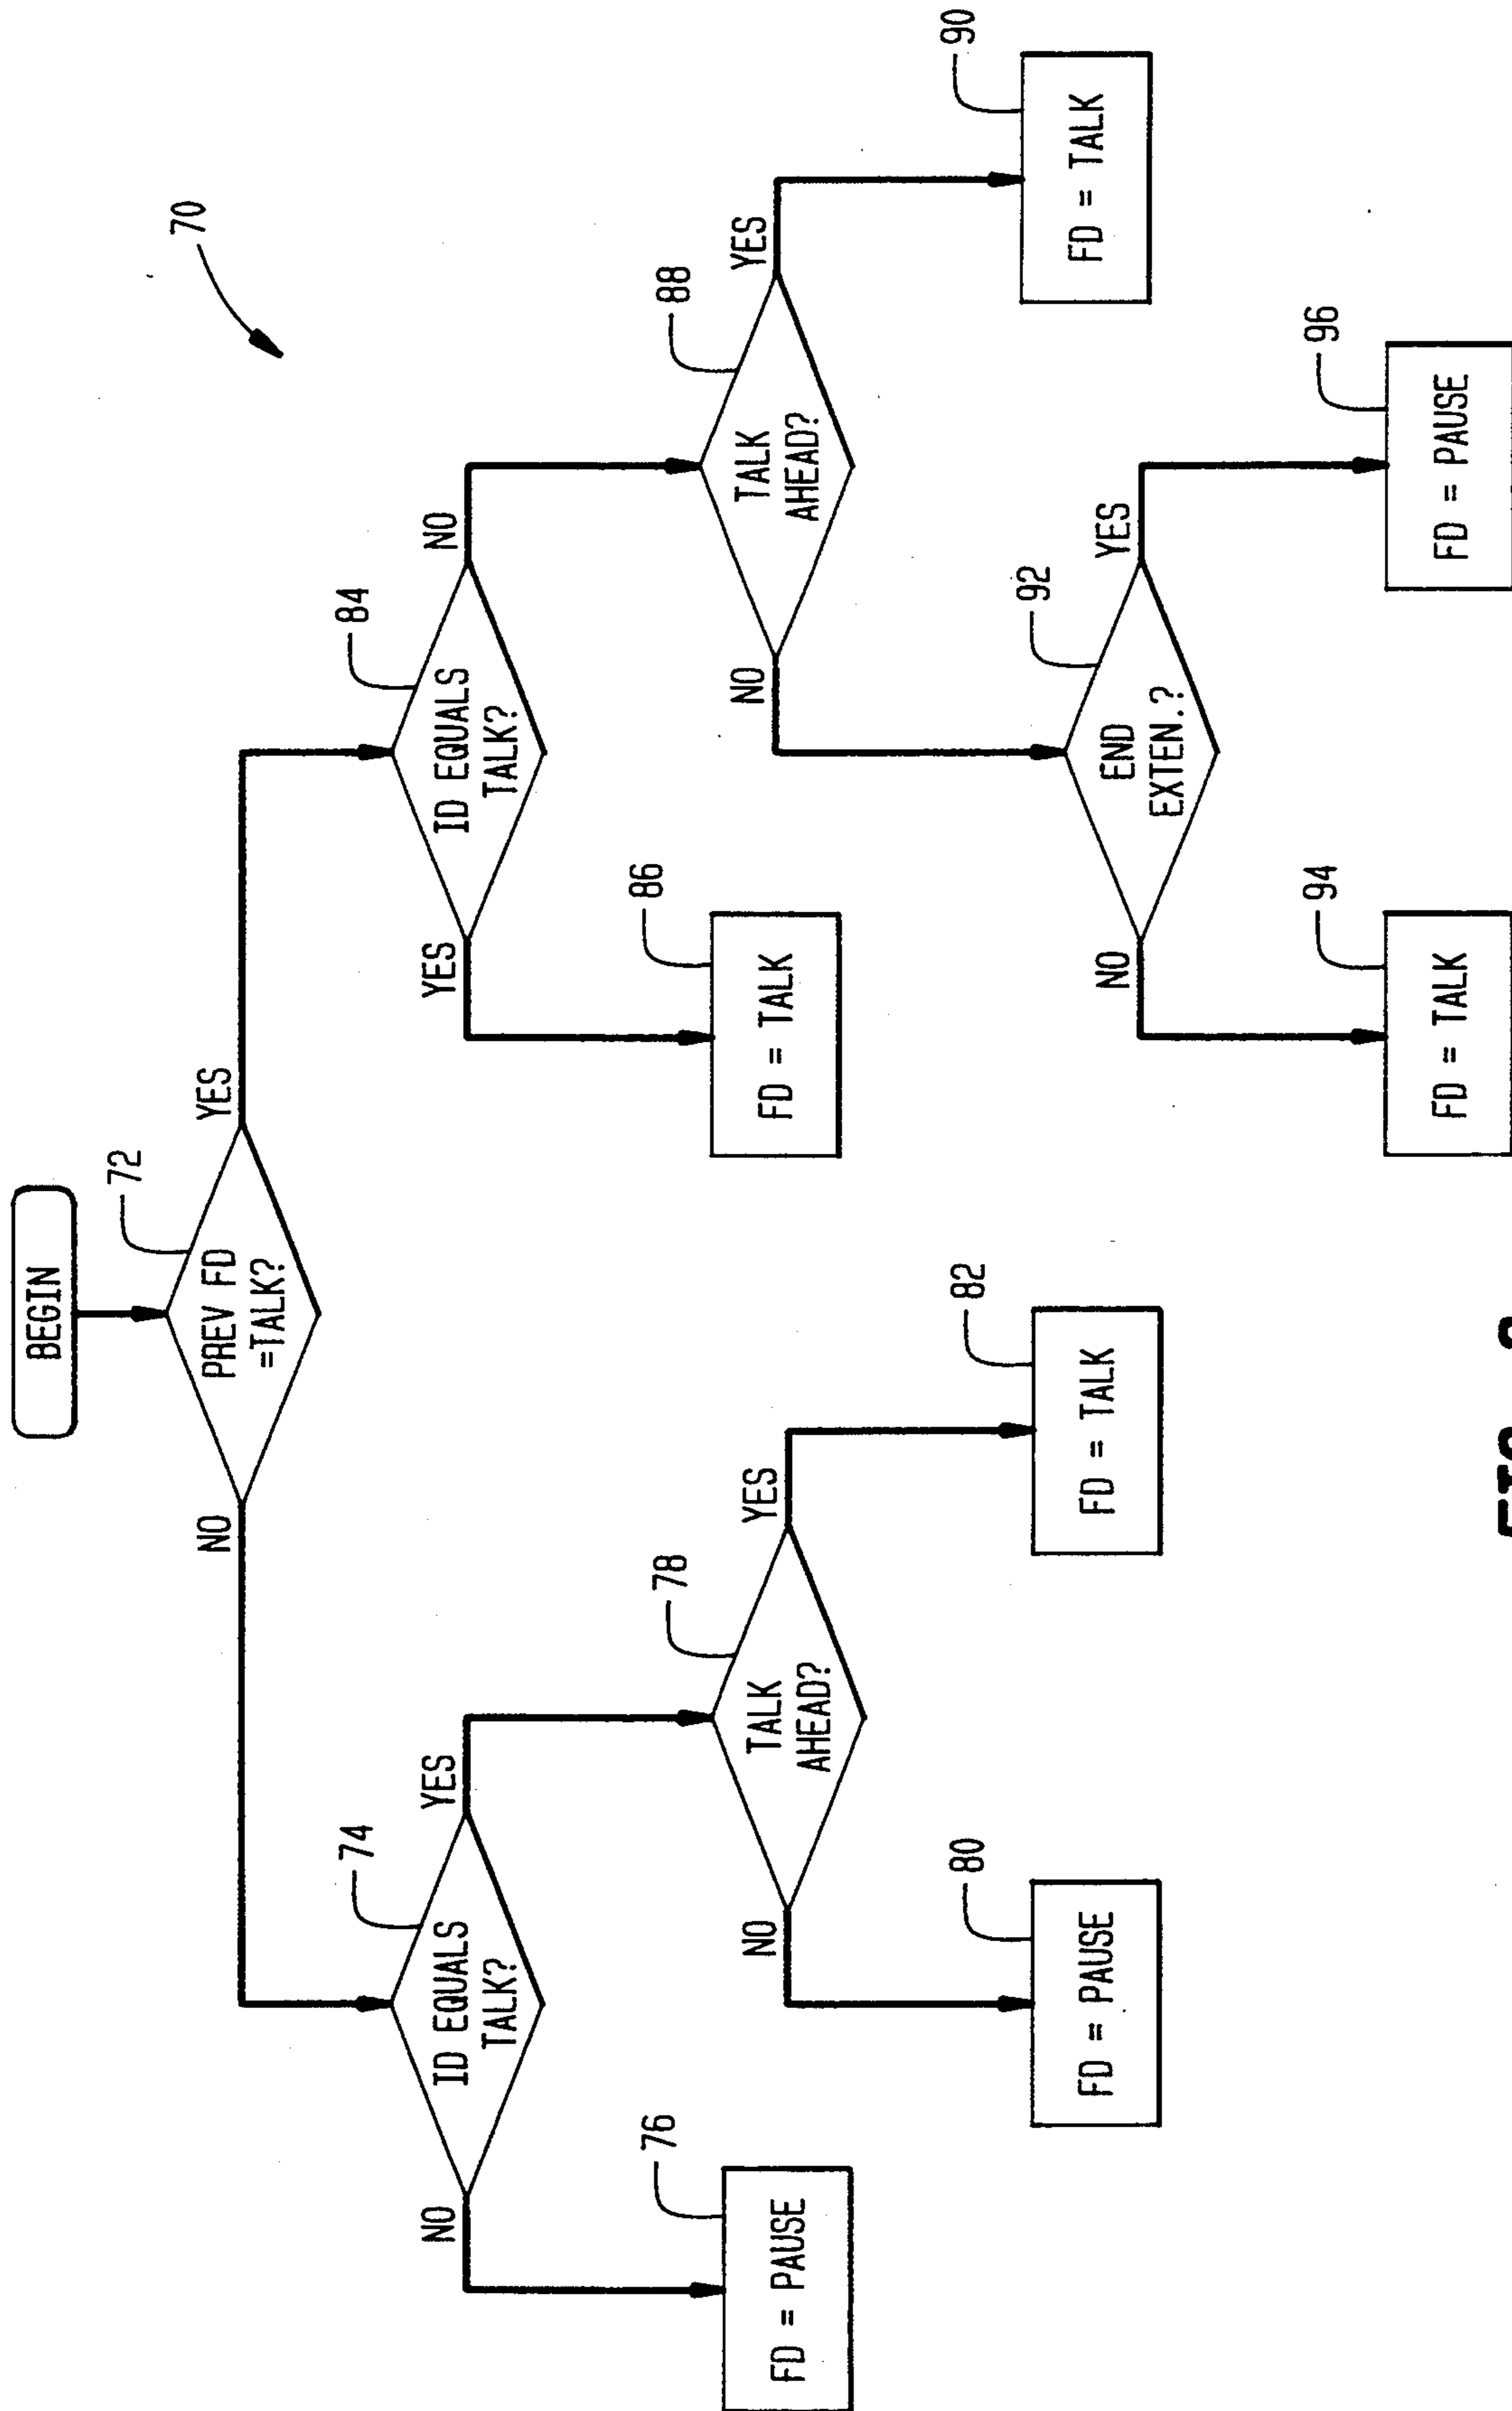 70
BEGIN
72
PREV FD
=TALK?
NO
YES
74
ID EQUALS
TALK?
NO
YES
84
ID EQUALS
TALK?
YES
NO
76
FD = PAUSE
78
TALK
AHEAD?
NO
YES
86
FD = TALK
88
TALK
AHEAD?
NO
YES
80
FD = PAUSE
82
FD = TALK
92
END
EXTEN.?
NO
YES
90
FD = TALK
94
FD = TALK
96
FD = PAUSE
FIG.